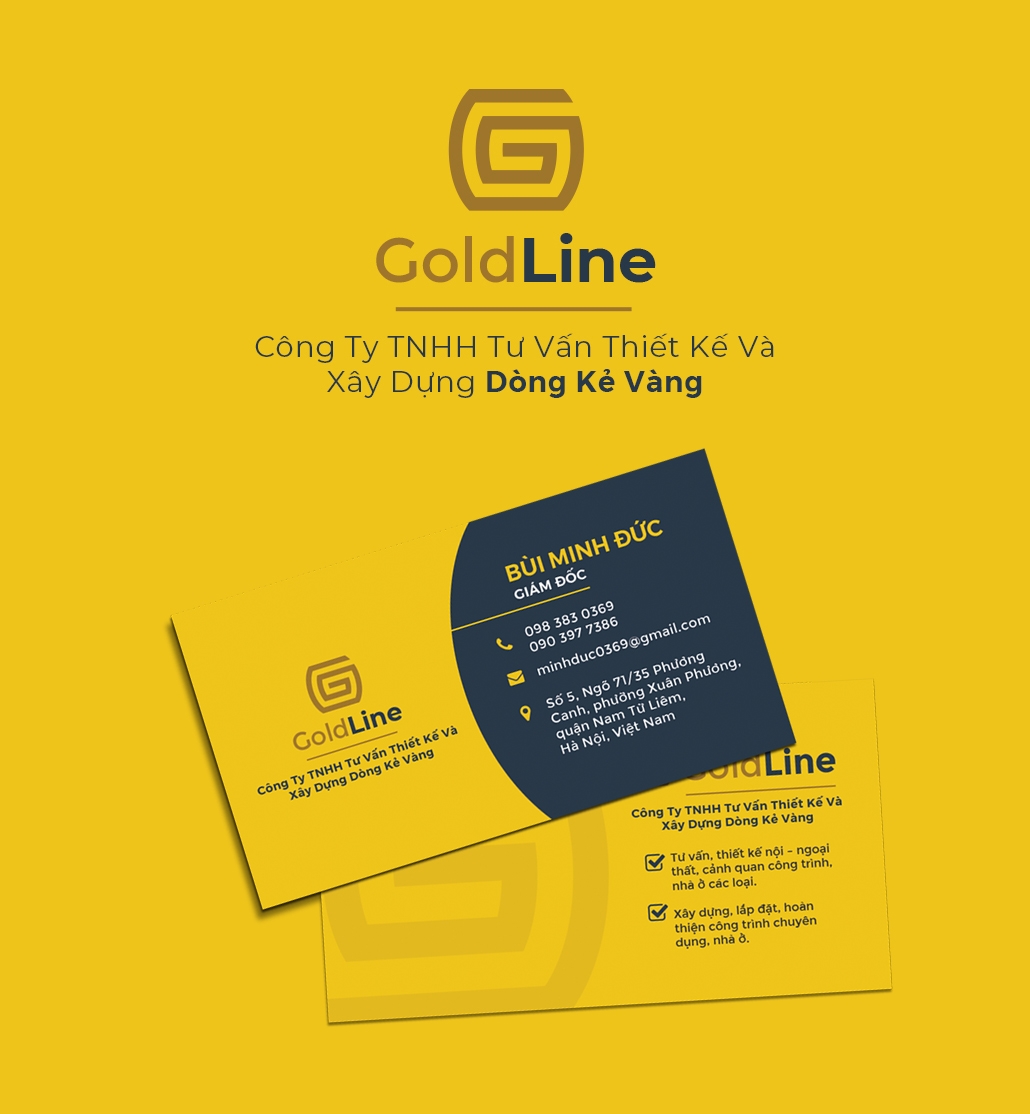 GoldLine
Công Ty TNHH Tư Vấn Thiết Kế Và
Xây Dựng Dòng Kẻ Vàng
BÙI MINH ĐỨC
GIÁM ĐỐC
098 383 0369
090 397 7386
minhduc0369@gmail.com
Số 5, Ngõ 71/35 Phương
Canh, phường Xuân Phương,
quận Nam Từ Liêm,
Hà Nội, Việt Nam
GoldLine
Công Ty TNHH Tư Vấn Thiết Kế Và
Xây Dựng Dòng Kẻ Vàng
GoldLine
Công Ty TNHH Tư Vấn Thiết Kế Và
Xây Dựng Dòng Kẻ Vàng
Tư vấn, thiết kế nội - ngoại
thất, cảnh quan công trình,
nhà ở các loại.
Xây dựng, lắp đặt, hoàn
thiện công trình chuyên
dụng, nhà ở.